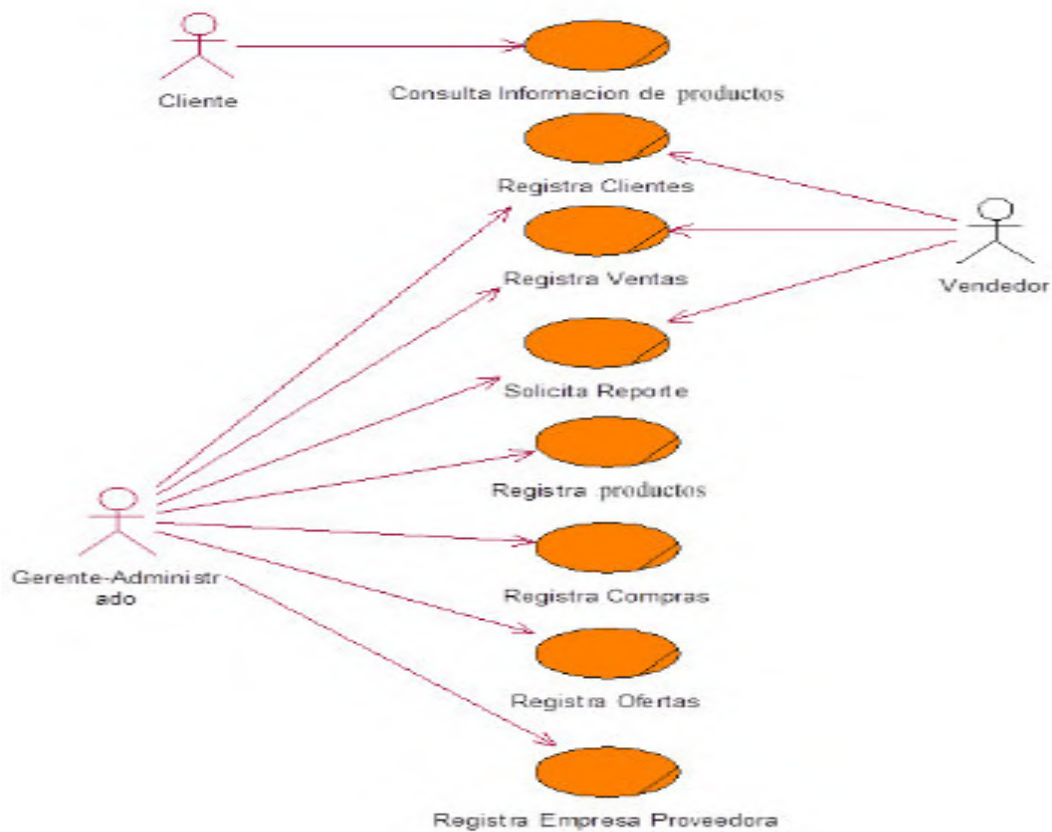 Cliente
Consulta Informacion de productos
Registra Clientes
Registra Ventas
Vendedor
Solicita Reporte
Registra productos
Gerente-Administr
ado
Registra Compras
Registra Ofertas
Registra Empresa Proveedora